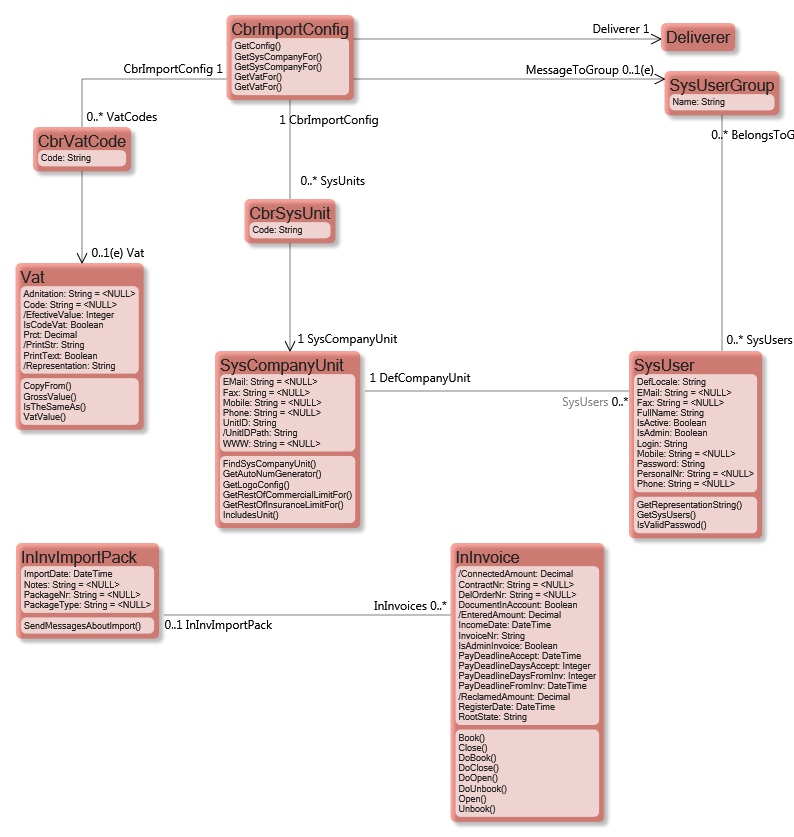 CbrImportConfig
GetConfig()
GetSysCompanyFor()
GetSysCompanyFor()
GetVatFor()
GetVatFor()
Deliverer 1
Deliverer
CbrImportConfig 1
MessageToGroup 0..1(e)
SysUserGroup
Name: String
0..* VatCodes
1 CbrImportConfig
0..* BelongsToG
CbrVatCode
Code: String
0..* SysUnits
CbrSysUnit
Code: String
0..1(e) Vat
Vat
Adnitation: String = <NULL>
Code: String = <NULL>
/EfectiveValue: Integer
IsCodeVat: Boolean
Prct: Decimal
/PrintStr: String
PrintText: Boolean
/Representation: String
CopyFrom()
GrossValue()
IsTheSameAs()
VatValue()
1 SysCompanyUnit
0..* SysUsers
SysCompanyUnit
EMail: String = <NULL>
Fax: String = <NULL>
Mobile: String = <NULL>
Phone: String = <NULL>
UnitID: String
/UnitIDPath: String
WWW: String = <NULL>
FindSysCompanyUnit()
GetAutoNumGenerator()
GetLogoConfig()
GetRestOfCommercialLimitFor()
GetRestOfInsuranceLimitFor()
IncludesUnit()
1 DefCompanyUnit
SysUsers 0..*
SysUser
DefLocale: String
EMail: String = <NULL>
Fax: String = <NULL>
FullName: String
IsActive: Boolean
IsAdmin: Boolean
Login: String
Mobile: String = <NULL>
Password: String
PersonalNr: String = <NULL>
Phone: String = <NULL>
GetRepresentationString()
GetSysUsers()
IsValidPasswod()
InInvImportPack
ImportDate: DateTime
Notes: String = <NULL>
PackageNr: String = <NULL>
PackageType: String = <NULL>
SendMessagesAboutImport()
InInvoices 0..*
0..1 InInvImportPack
InInvoice
/ConnectedAmount: Decimal
ContractNr: String = <NULL>
DelOrderNr: String = <NULL>
DocumentInAccount: Boolean
/EnteredAmount: Decimal
IncomeDate: DateTime
InvoiceNr: String
IsAdminInvoice: Boolean
PayDeadlineAccept: DateTime
PayDeadlineDaysAccept: Integer
PayDeadlineDaysFromInv: Integer
PayDeadlineFromInv: DateTime
/ReclamedAmount: Decimal
RegisterDate: DateTime
RootState: String
Book()
Close()
DoBook()
DoClose()
DoOpen()
DoUnbook()
Open()
Unbook()